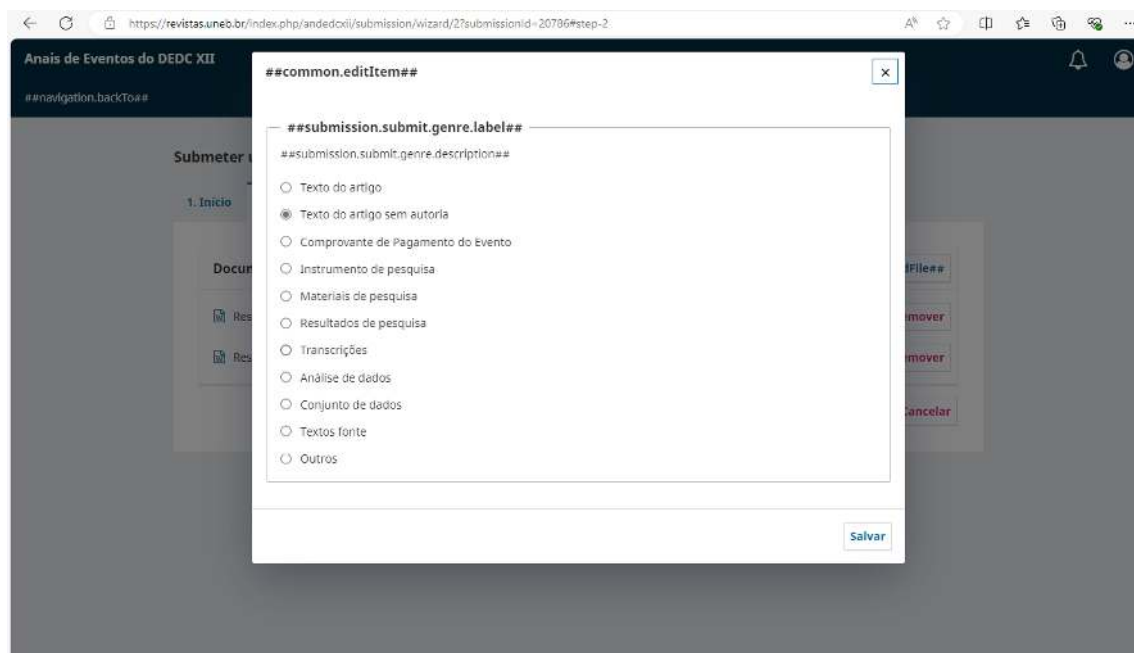 https://revistas.uneb.br/index.php/andedcxii/submission/wizard/2?submissionId=20786#step-2
Anais de Eventos do DEDC XII
##navigation.backTo##
##common.editItem##
Submeter
1. Início
Docum
Res
Res
##submission.submit.genre.label##
##submission.submit.genre.description##
Texto do artigo
Texto do artigo sem autoria
Comprovante de Pagamento do Evento
Instrumento de pesquisa
Materiais de pesquisa
Resultados de pesquisa
Transcrições
Análise de dados
Conjunto de dados
Textos fonte
Outros
dFile##
emover
emover
Cancelar
Salvar